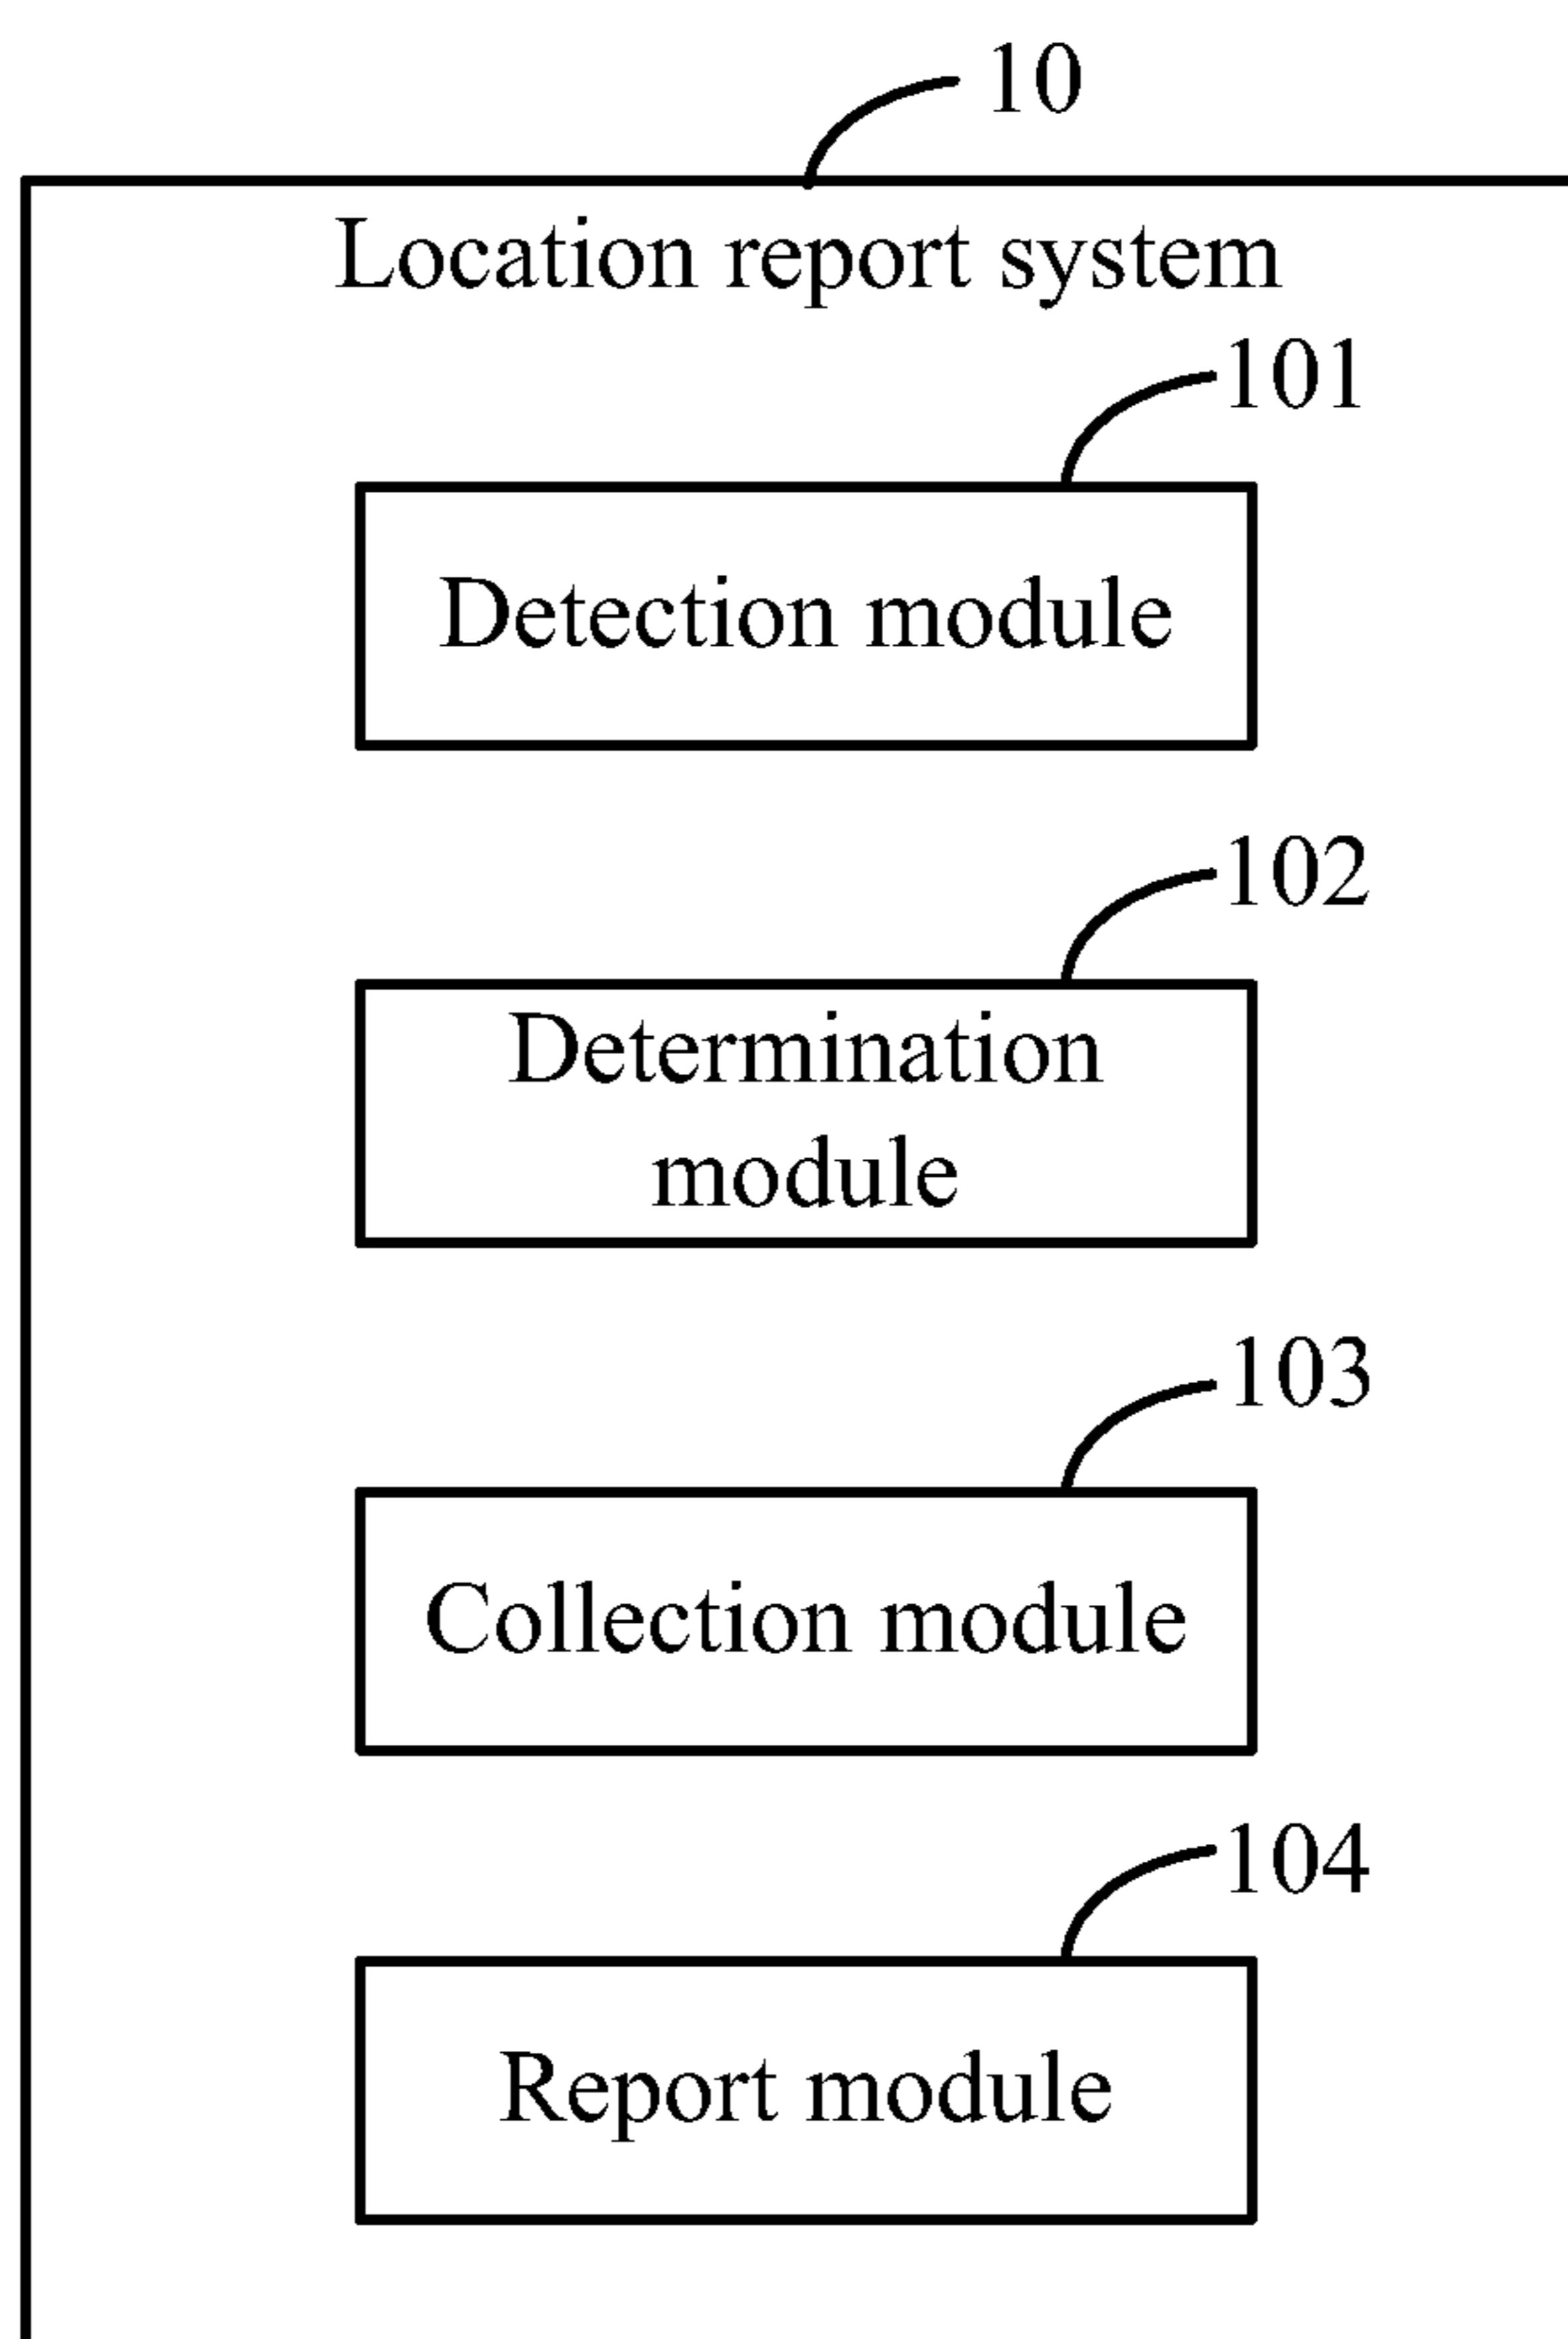 10
Location report system
101
Detection module
102
Determination
module
103
Collection module
104
Report module